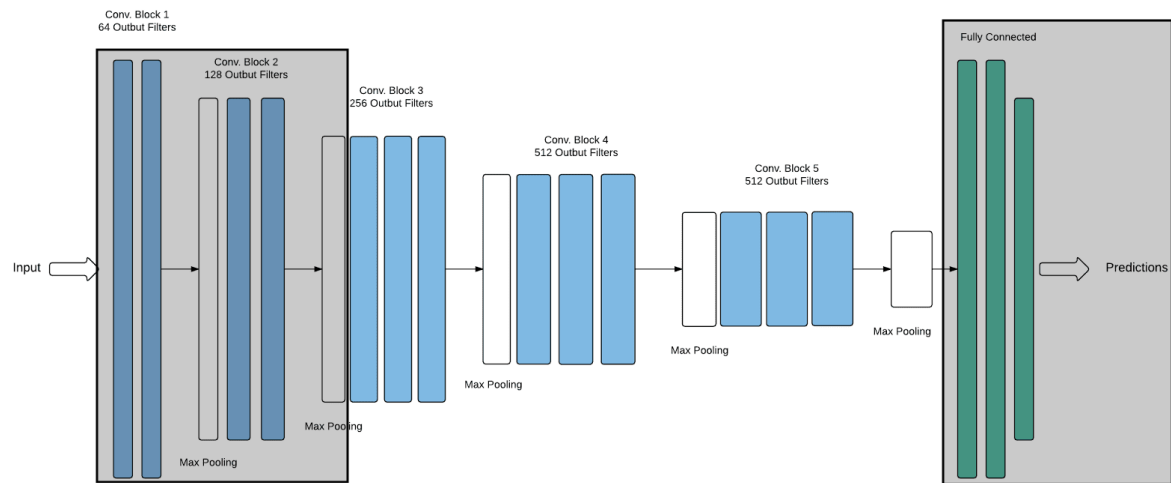 Conv. Block 1
64 Outbut Filters
Conv. Block 2
128 Outbut Filters
Conv. Block 3
256 Outbut Filters
Conv. Block 4
512 Outbut Filters
Conv. Block 5
512 Outbut Filters
Fully Connected
Input
Predictions
Max Pooling
Max Pooling
Max Pooling
Max Pooling
Max Pooling